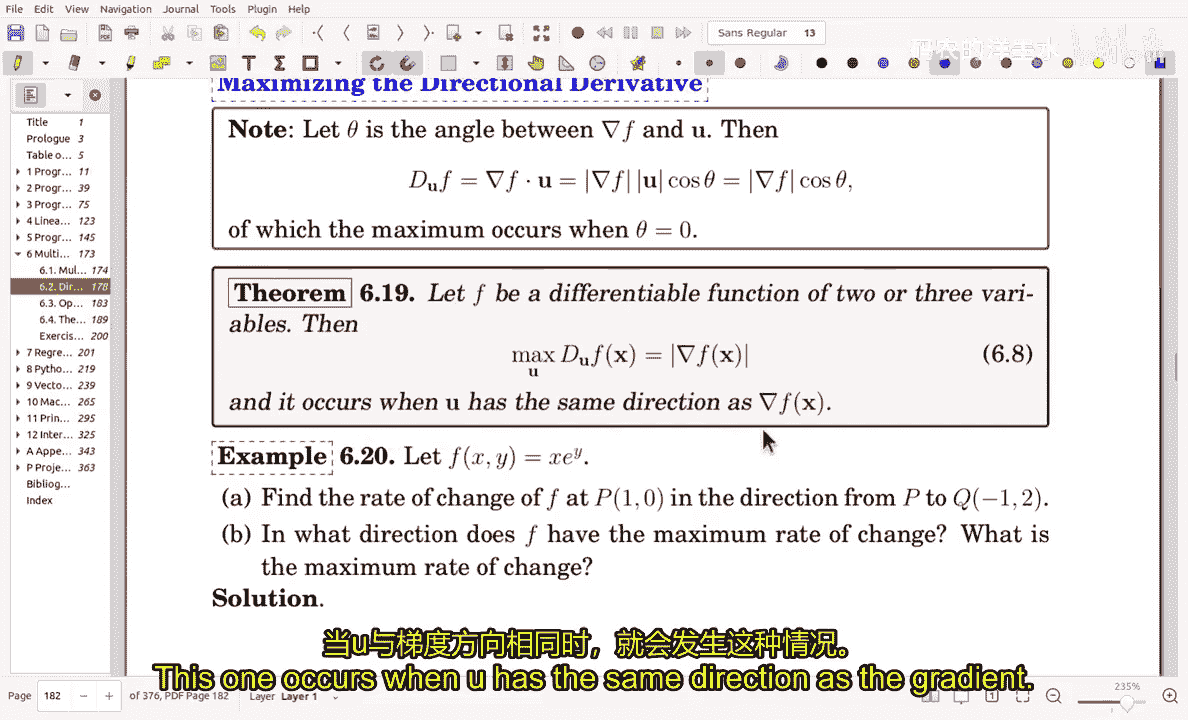 File Edit View Navigation Journal Tools Plugin Help
Sans Regular 13
Title 1
Prologue 3
Table o... 5
1 Progr... 11
2 Progr... 39
3 Progr... 75
4 Linea... 123
5 Progr... 145
6 Multi... 173
6.1. Mul... 174
6.2. Dir... 178
6.3. Op... 183
6.4. The... 189
Exercis... 200
7 Regre... 201
8 Pytho... 219
9 Vecto... 239
10 Mac... 265
11 Prin... 295
12 Inter... 325
A Appe... 343
P Proje... 363
Bibliog...
Index
Maximizing the Directional Derivative
Note: Let θ is the angle between ∇f and u. Then
D_u f = ∇f · u = |∇f| |u| cos θ = |∇f| cos θ,
of which the maximum occurs when θ = 0.
Theorem 6.19. Let f be a differentiable function of two or three vari-
ables. Then
max_u D_u f(x) = |∇f(x)| (6.8)
and it occurs when u has the same direction as ∇f(x).
Example 6.20. Let f(x, y) = xe^y.
(a) Find the rate of change of f at P(1, 0) in the direction from P to Q(−1, 2).
(b) In what direction does f have the maximum rate of change? What is
the maximum rate of change?
Solution.
当u与梯度方向相同时，就会发生这种情况。
This one occurs when u has the same direction as the gradient.
Page 182 − + of 376, PDF Page 182 Layer Layer 1
235%